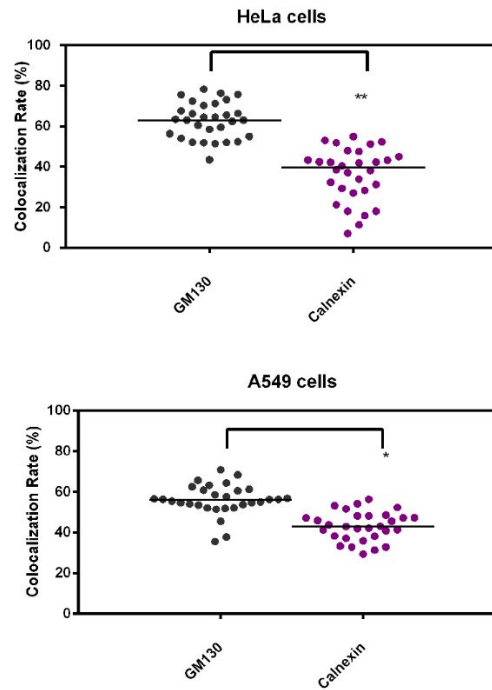 HeLa cells
Colocalization Rate (%)
100
80
60
40
20
0
**
GM130
Calnexin
A549 cells
Colocalization Rate (%)
100
80
60
40
20
0
*
GM130
Calnexin